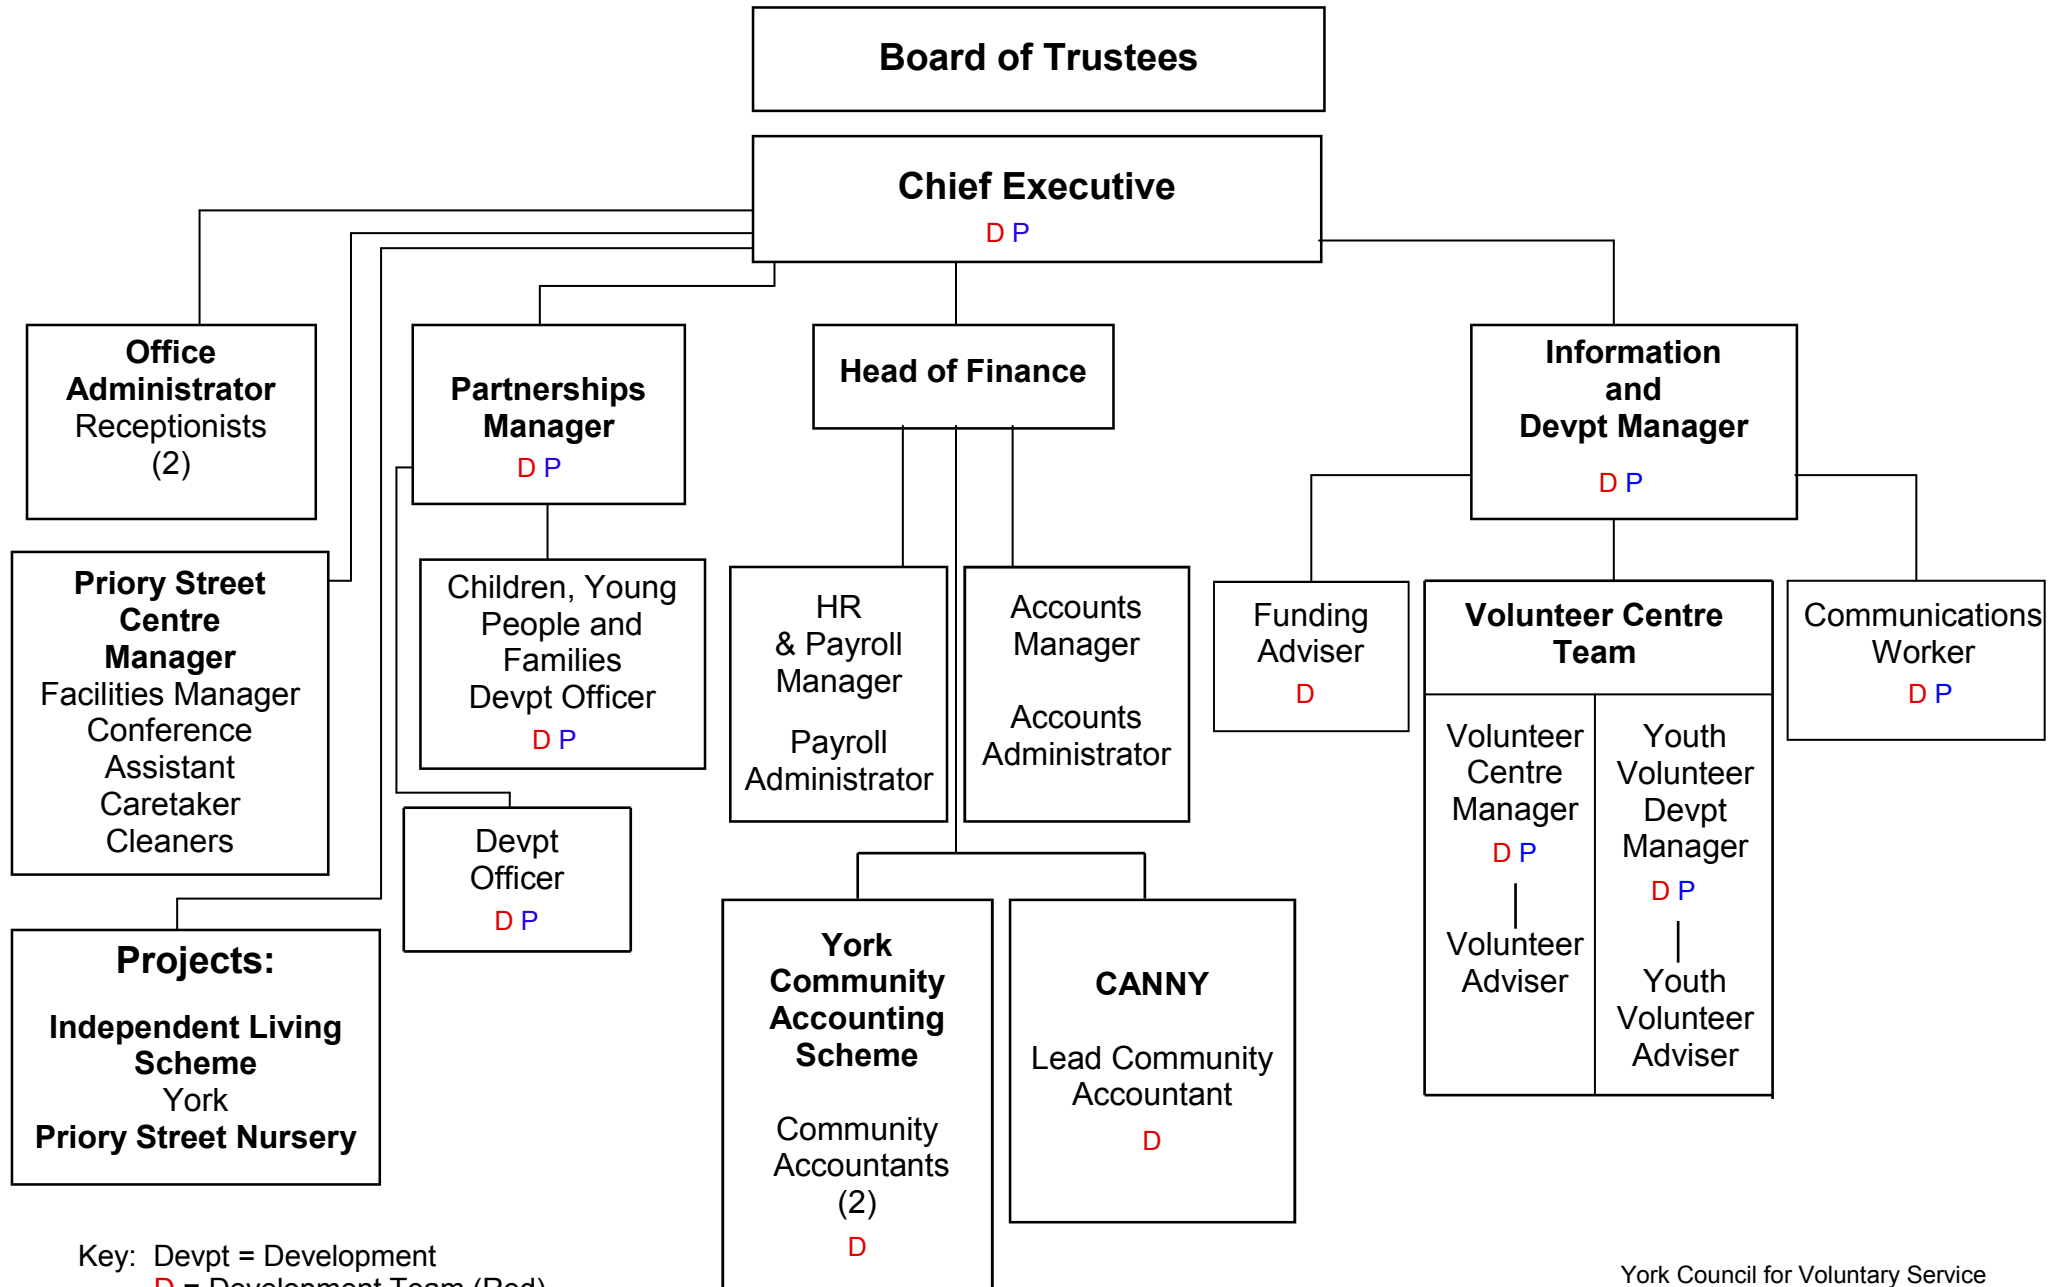 Board of Trustees
Chief Executive
D P
Office
Administrator
Receptionists
(2)
Partnerships
Manager
D P
Head of Finance
Information
and
Devpt Manager
D P
Priory Street
Centre
Manager
Facilities Manager
Conference
Assistant
Caretaker
Cleaners
Children, Young
People and
Families
Devpt Officer
D P
Devpt
Officer
D P
HR
& Payroll
Manager
Payroll
Administrator
Accounts
Manager
Accounts
Administrator
Funding
Adviser
D
Volunteer Centre
Team
Volunteer
Centre
Manager
D P
Volunteer
Adviser
Youth
Volunteer
Devpt
Manager
D P
Youth
Volunteer
Adviser
Communications
Worker
D P
Projects:
Independent Living
Scheme
York
Priory Street Nursery
York
Community
Accounting
Scheme
Community
Accountants
(2)
D
CANNY
Lead Community
Accountant
D
Key: Devpt = Development
D = Development Team (Red)
York Council for Voluntary Service